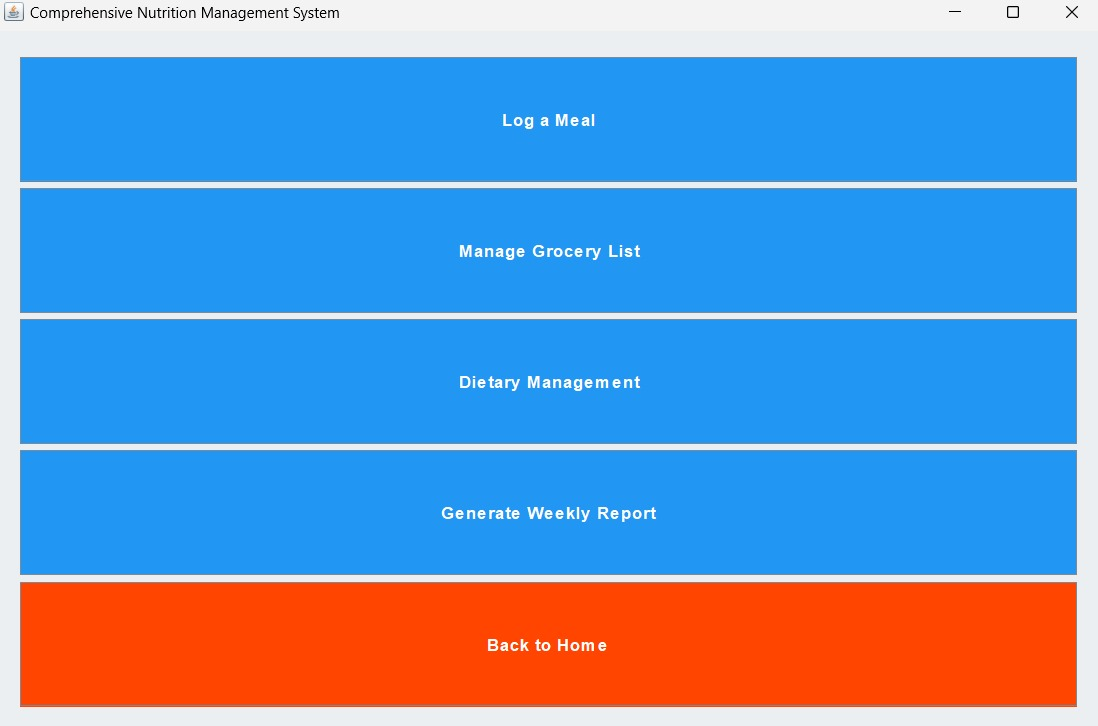 Comprehensive Nutrition Management System
Log a Meal
Manage Grocery List
Dietary Management
Generate Weekly Report
Back to Home